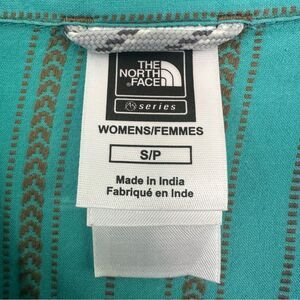 THE
NORTH
FACE
series
WOMENS/FEMMES
S/P
Made in India
Fabriqué en Inde